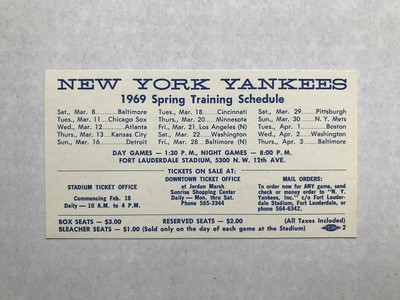 NEW YORK YANKEES
1969 Spring Training Schedule
Sat., Mar. 8..........Baltimore Tues., Mar. 18........Cincinnati Sat., Mar. 29......Pittsburgh
Tues., Mar. 11....Chicago Sox Thurs., Mar. 20......Minnesota Sun., Mar. 30.....N. Y. Mets
Wed., Mar. 12..........Atlanta Fri., Mar. 21..Los Angeles (N) Tues., Apr. 1..........Boston
Thurs., Mar. 13....Kansas City Sat., Mar. 22......Washington Wed., Apr. 2......Washington
Sun., Mar. 16..........Detroit Fri., Mar. 28....Baltimore (N) Thurs., Apr. 3......Baltimore
DAY GAMES — 1:30 P. M., NIGHT GAMES — 8:00 P. M.
FORT LAUDERDALE STADIUM, 5300 N.W. 12th AVE.
TICKETS ON SALE AT:
STADIUM TICKET OFFICE
Commencing Feb. 18
Daily — 10 A.M. to 4 P.M.
DOWNTOWN TICKET OFFICE
at Jordan Marsh
Sunrise Shopping Center
Daily — Mon. thru Sat.
Phone 565-3344
MAIL ORDERS:
To order now for ANY game, send
check or money order to "N. Y.
Yankees, Inc." c/o Fort Lauder-
dale Stadium, Fort Lauderdale, or
phone 564-6342.
BOX SEATS — $3.00 RESERVED SEATS — $2.00 (All Taxes Included)
BLEACHER SEATS — $1.00 (Sold only on the day of each game at the Stadium) 2